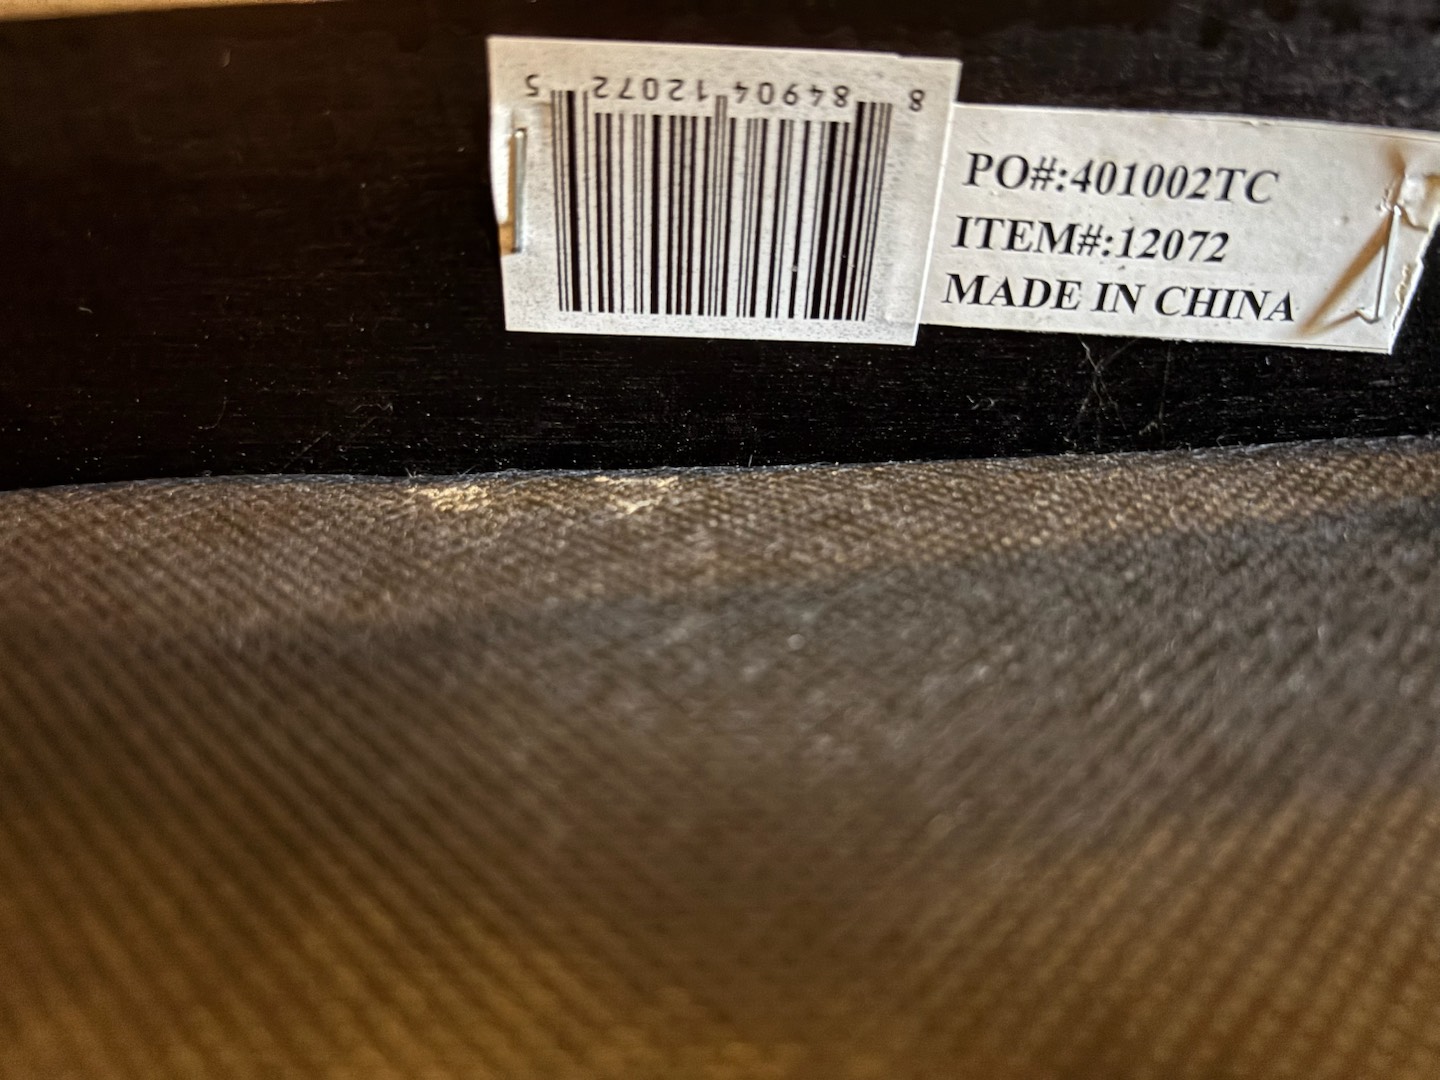 8 84904 12072 5
PO#:401002TC
ITEM#:12072
MADE IN CHINA